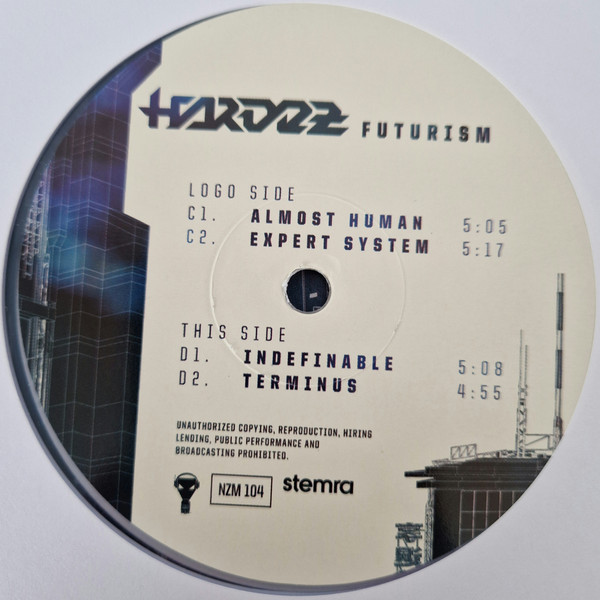 HARDEZ FUTURISM
LOGO SIDE
C1. ALMOST HUMAN 5:05
C2. EXPERT SYSTEM 5:17
THIS SIDE
D1. INDEFINABLE 5:08
D2. TERMINUS 4:55
UNAUTHORIZED COPYING, REPRODUCTION, HIRING
LENDING, PUBLIC PERFORMANCE AND
BROADCASTING PROHIBITED.
NZM 104 stemra